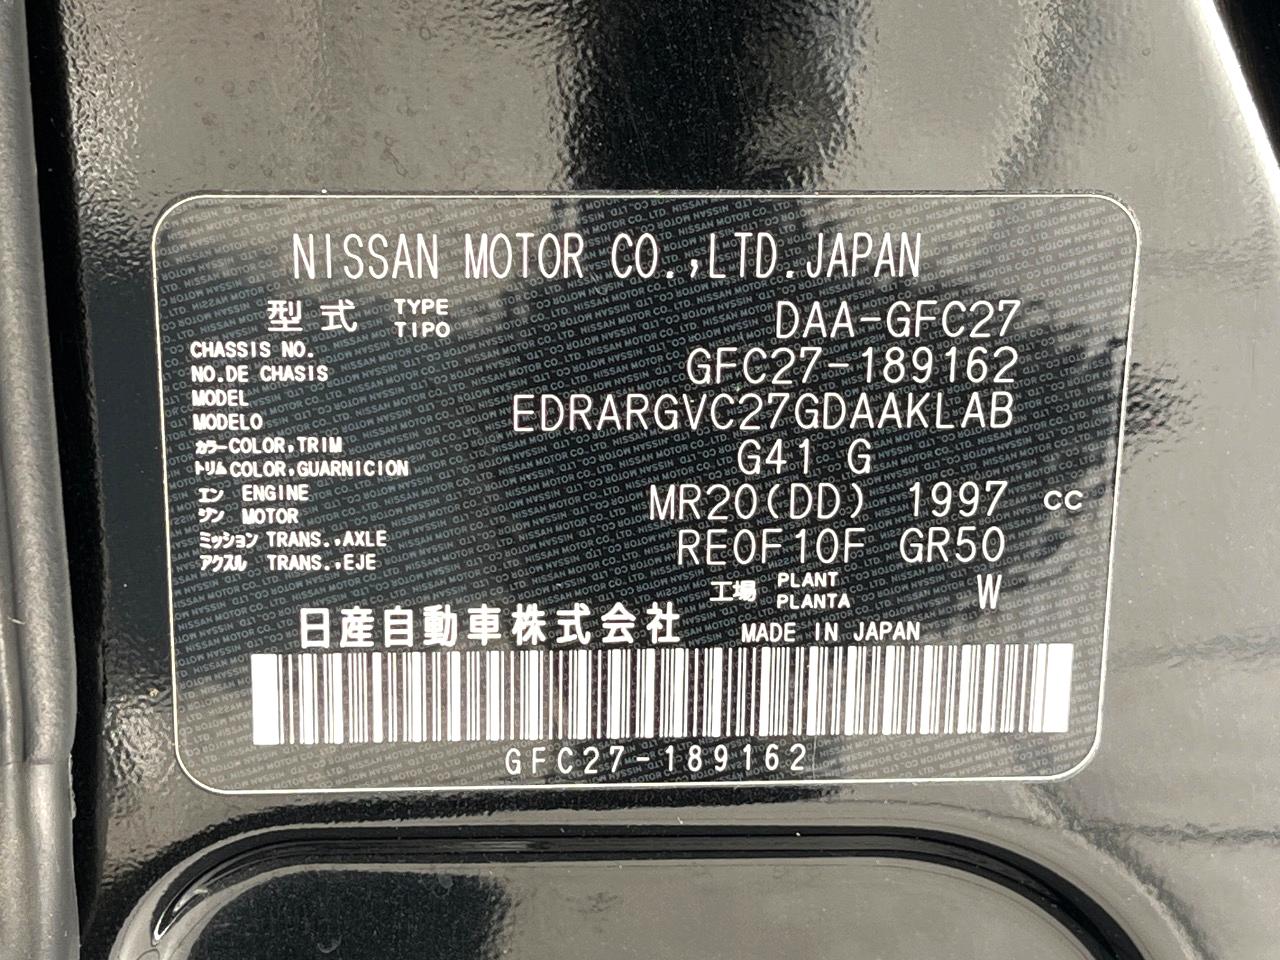 NISSAN MOTOR CO.,LTD.JAPAN
型式 TYPE TIPO DAA-GFC27
CHASSIS NO. NO.DE CHASIS GFC27-189162
MODEL MODELO EDRARGVC27GDAAKLAB
カラー COLOR,TRIM トリム COLOR,GUARNICION G41 G
エンジン ENGINE MOTOR MR20(DD) 1997 cc
ミッション TRANS.,AXLE アクスル TRANS.,EJE RE0F10F GR50
工場 PLANT PLANTA W
日産自動車株式会社 MADE IN JAPAN
GFC27-189162